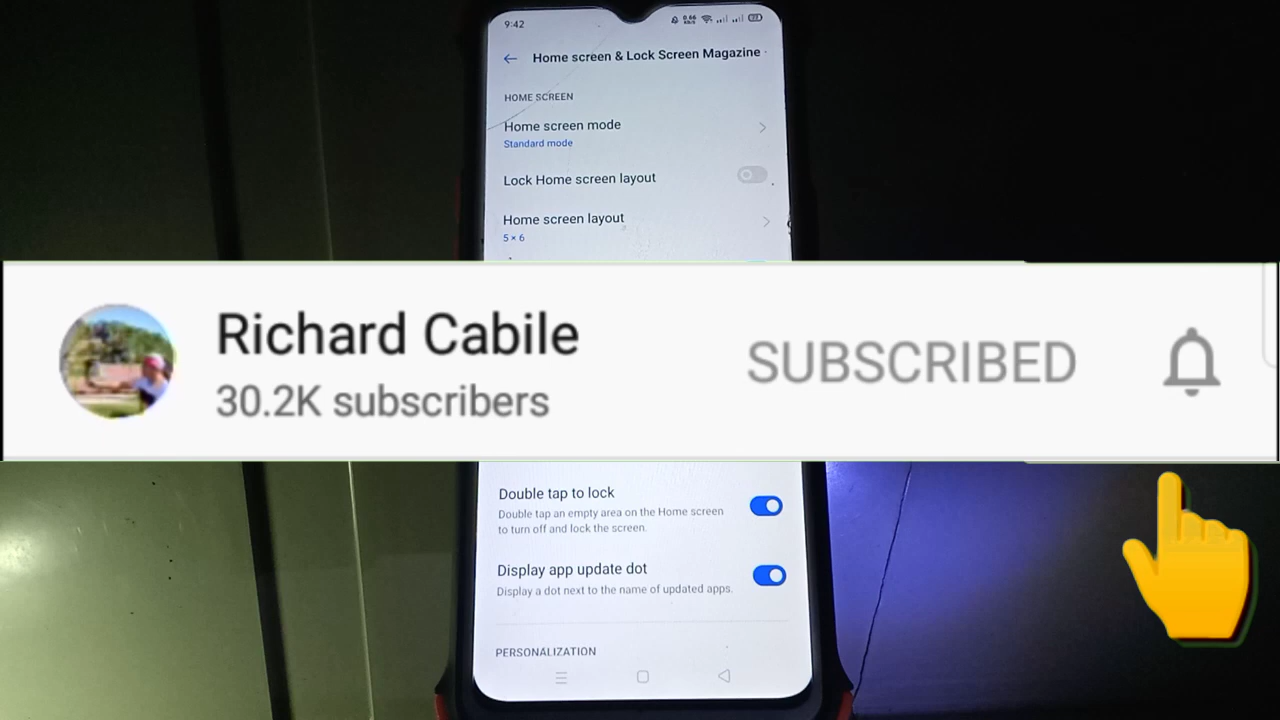 9:42
0.66
KB/S
Home screen & Lock Screen Magazine
HOME SCREEN
Home screen mode
Standard mode
Lock Home screen layout
Home screen layout
5 × 6
Richard Cabile
30.2K subscribers
SUBSCRIBED
Double tap to lock
Double tap an empty area on the Home screen
to turn off and lock the screen.
Display app update dot
Display a dot next to the name of updated apps.
PERSONALIZATION